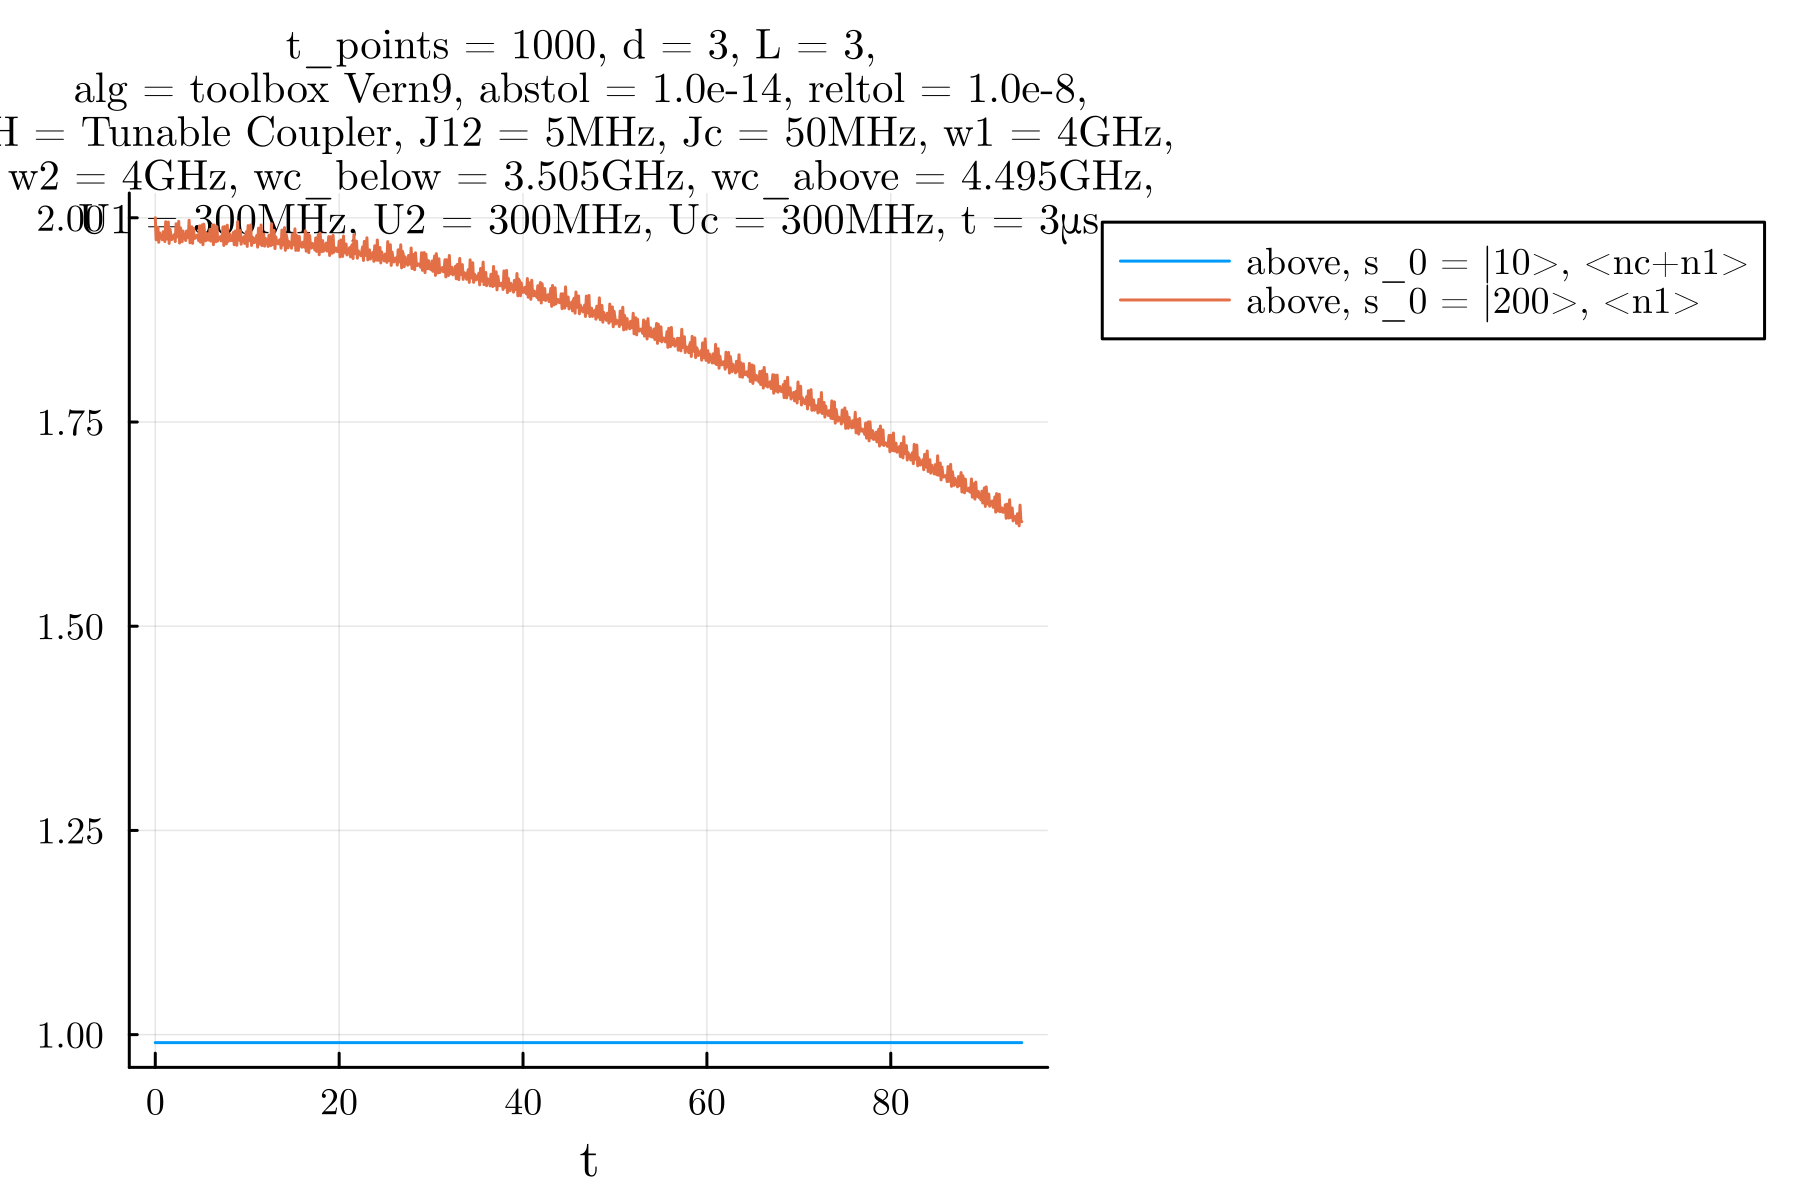 t_points = 1000, d = 3, L = 3,
alg = toolbox Vern9, abstol = 1.0e-14, reltol = 1.0e-8,
H = Tunable Coupler, J12 = 5MHz, Jc = 50MHz, w1 = 4GHz,
w2 = 4GHz, wc_below = 3.505GHz, wc_above = 4.495GHz,
U1 = 300MHz, U2 = 300MHz, Uc = 300MHz, t = 3μs
above, s_0 = |10>, <nc+n1>
above, s_0 = |200>, <n1>
2.00
1.75
1.50
1.25
1.00
0 20 40 60 80
t